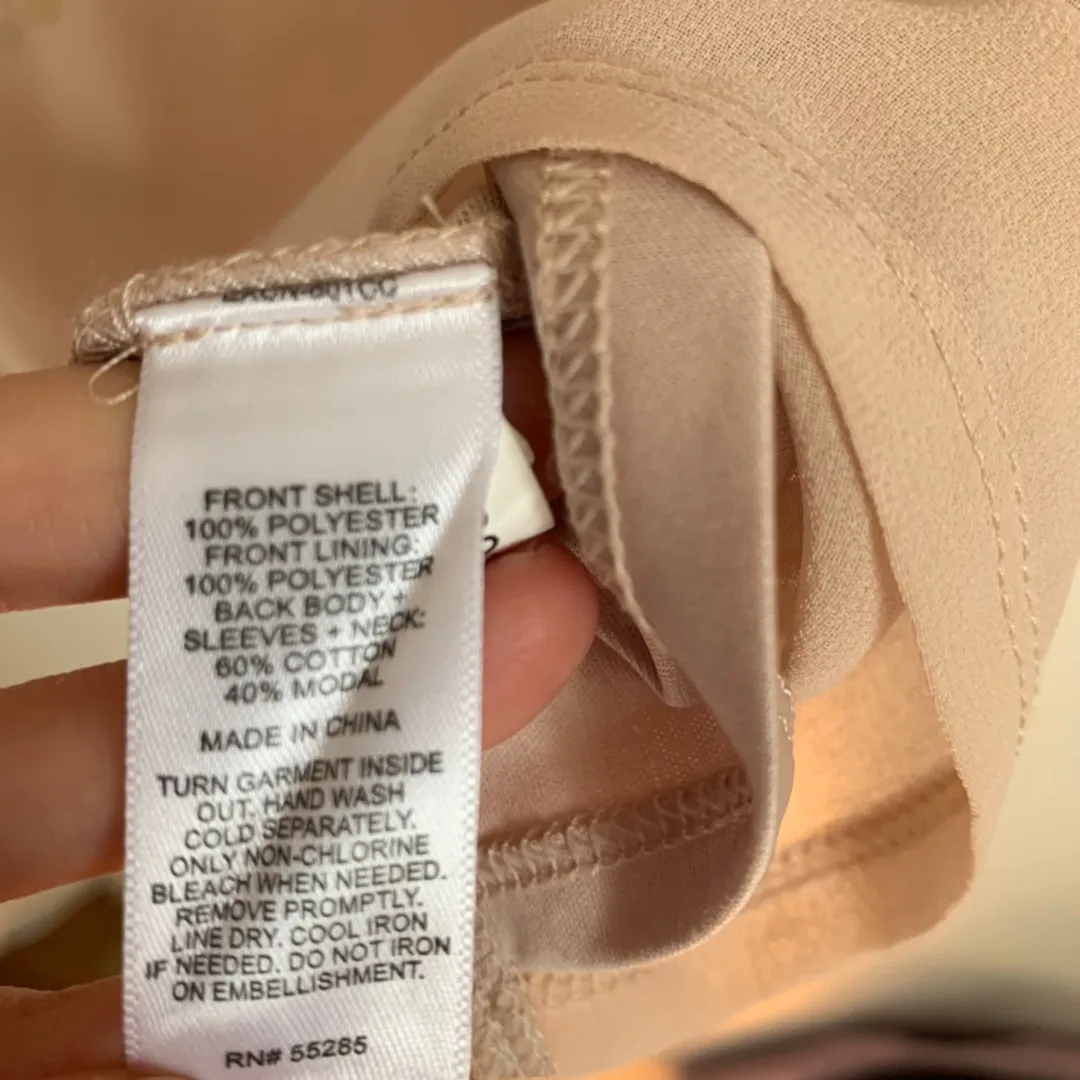 FRONT SHELL:
100% POLYESTER
FRONT LINING:
100% POLYESTER
BACK BODY +
SLEEVES + NECK:
60% COTTON
40% MODAL
MADE IN CHINA
TURN GARMENT INSIDE
OUT. HAND WASH
COLD SEPARATELY.
ONLY NON-CHLORINE
BLEACH WHEN NEEDED.
REMOVE PROMPTLY.
LINE DRY. COOL IRON
IF NEEDED. DO NOT IRON
ON EMBELLISHMENT.
RN# 55285